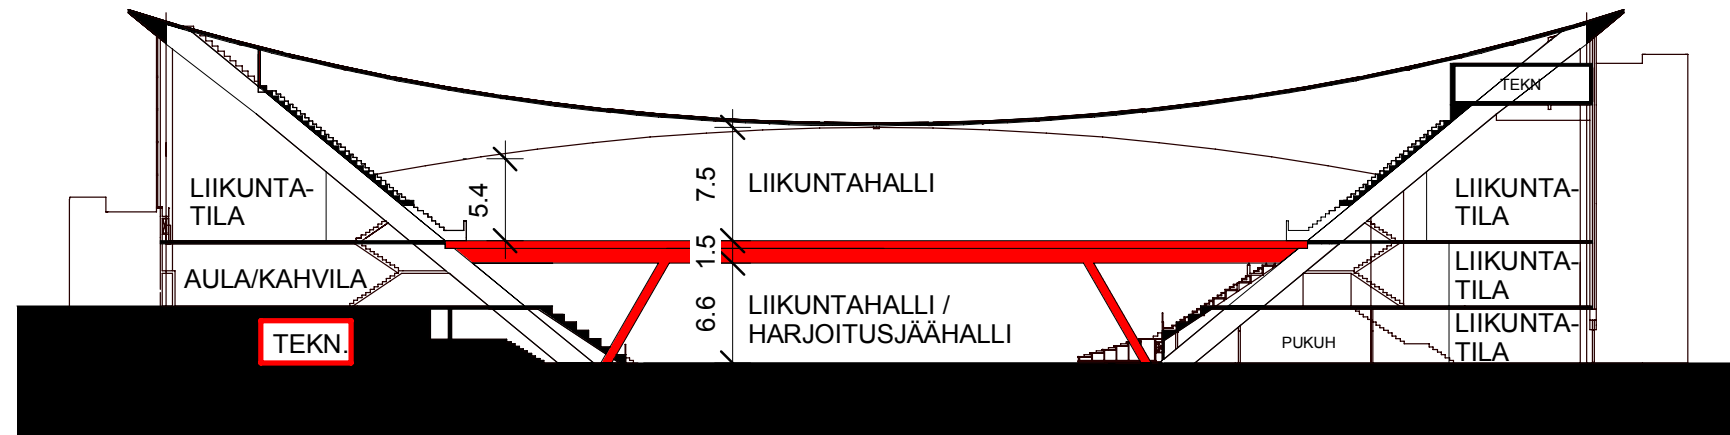 TEKN
LIIKUNTA-
TILA
5.4
7.5
LIIKUNTAHALLI
LIIKUNTA-
TILA
AULA/KAHVILA
1.5
LIIKUNTA-
TILA
TEKN.
6.6
LIIKUNTAHALLI /
HARJOITUSJÄÄHALLI
PUKUH
LIIKUNTA-
TILA